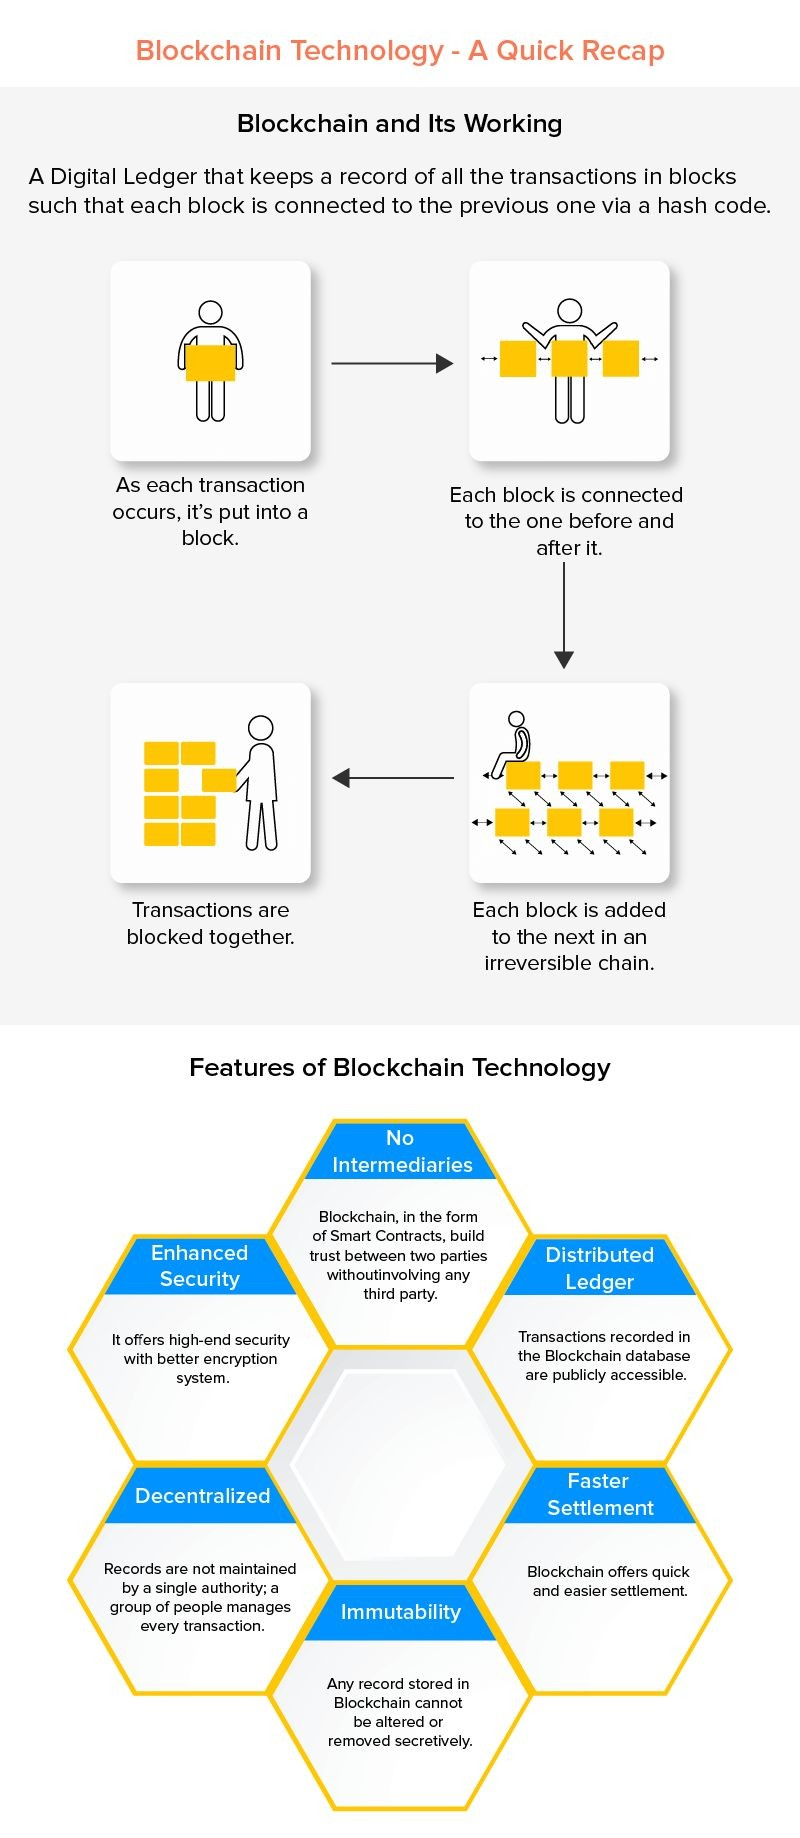 Blockchain Technology - A Quick Recap
Blockchain and Its Working
A Digital Ledger that keeps a record of all the transactions in blocks
such that each block is connected to the previous one via a hash code.
As each transaction
occurs, it's put into a
block.
Each block is connected
to the one before and
after it.
Transactions are
blocked together.
Each block is added
to the next in an
irreversible chain.
Features of Blockchain Technology
No
Intermediaries
Blockchain, in the form
of Smart Contracts, build
trust between two parties
withoutinvolving any
third party.
Enhanced
Security
It offers high-end security
with better encryption
system.
Distributed
Ledger
Transactions recorded in
the Blockchain database
are publicly accessible.
Decentralized
Records are not maintained
by a single authority; a
group of people manages
every transaction.
Faster
Settlement
Blockchain offers quick
and easier settlement.
Immutability
Any record stored in
Blockchain cannot
be altered or
removed secretively.